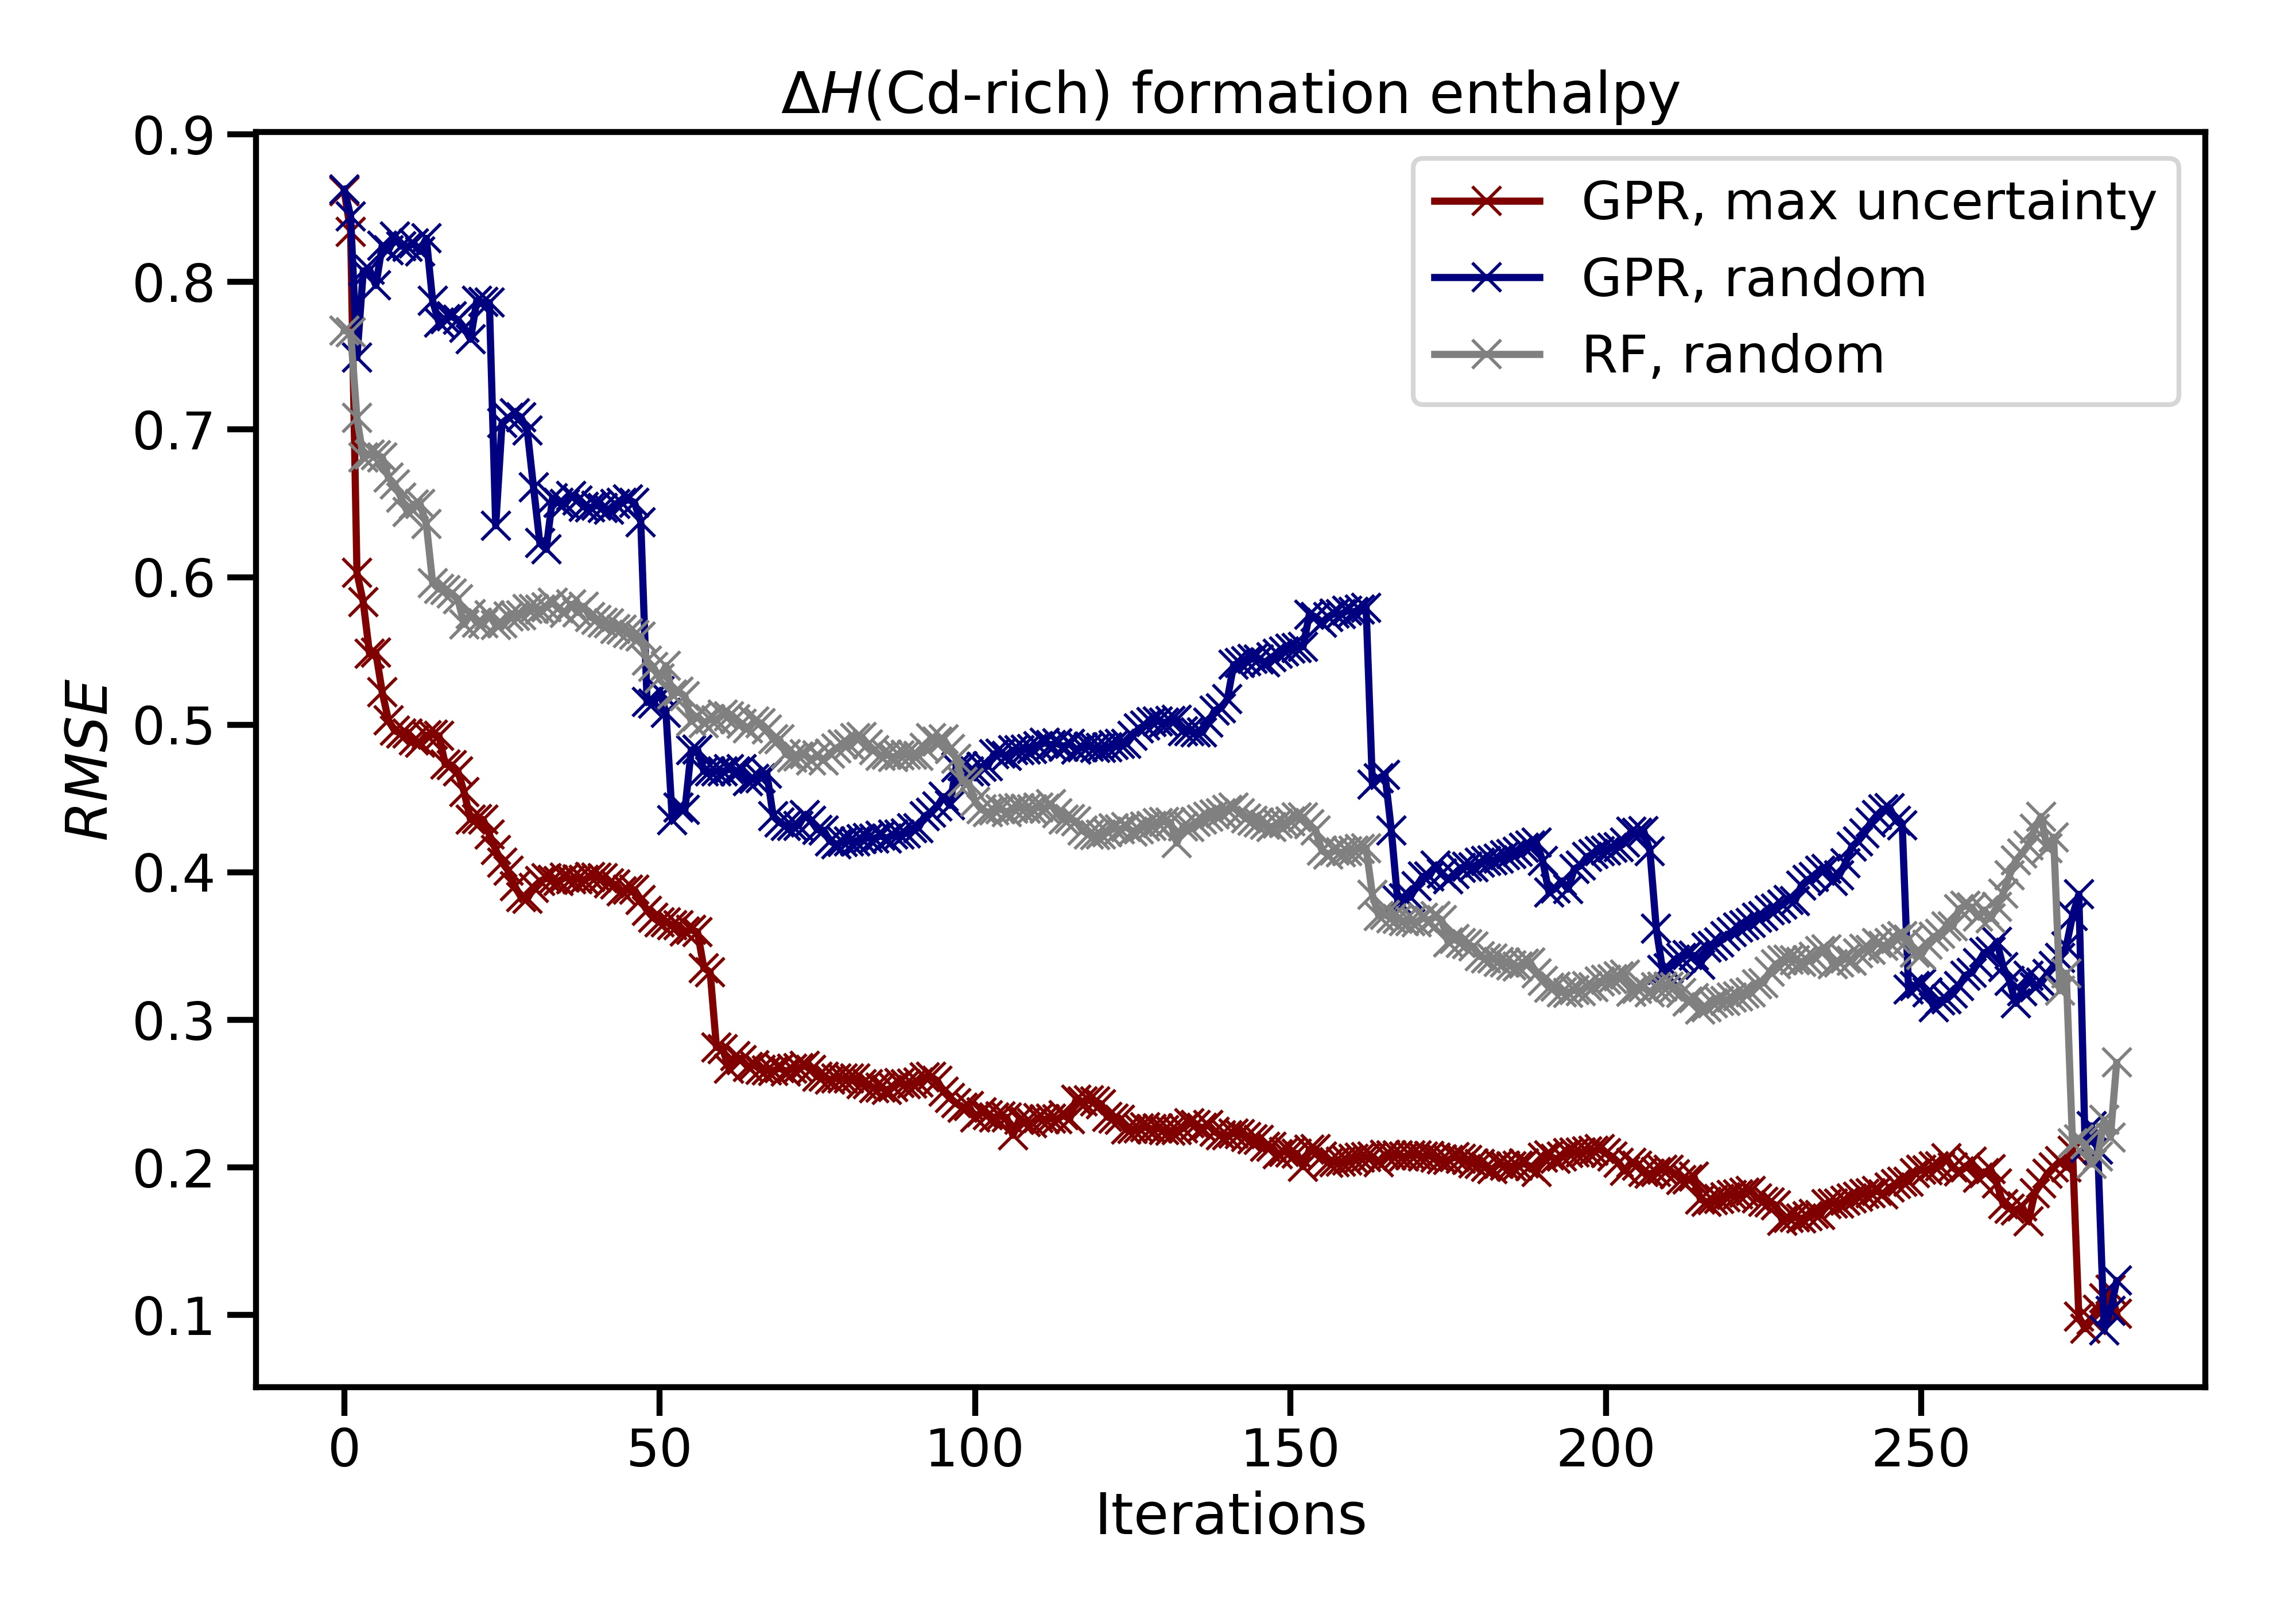 ΔH(Cd-rich) formation enthalpy
0.9
0.8
0.7
0.6
0.5
0.4
0.3
0.2
0.1
RMSE
GPR, max uncertainty
GPR, random
RF, random
0 50 100 150 200 250
Iterations